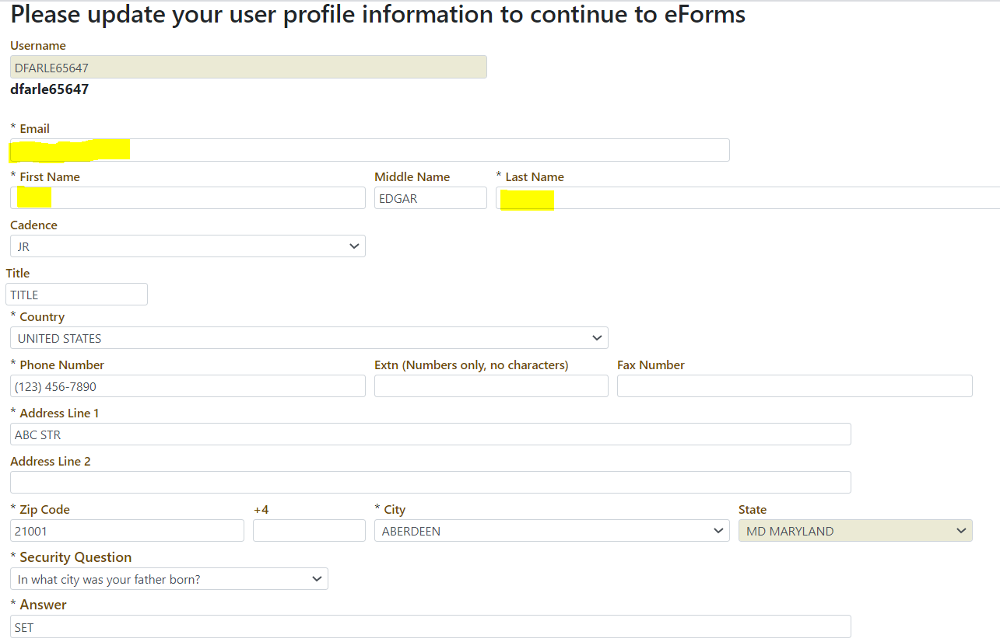 Please update your user profile information to continue to eForms
Username
DFARLE65647
dfarle65647
* Email
* First Name Middle Name * Last Name
EDGAR
Cadence
JR
Title
TITLE
* Country
UNITED STATES
* Phone Number Extn (Numbers only, no characters) Fax Number
(123) 456-7890
* Address Line 1
ABC STR
Address Line 2
* Zip Code +4 * City State
21001 ABERDEEN MD MARYLAND
* Security Question
In what city was your father born?
* Answer
SET